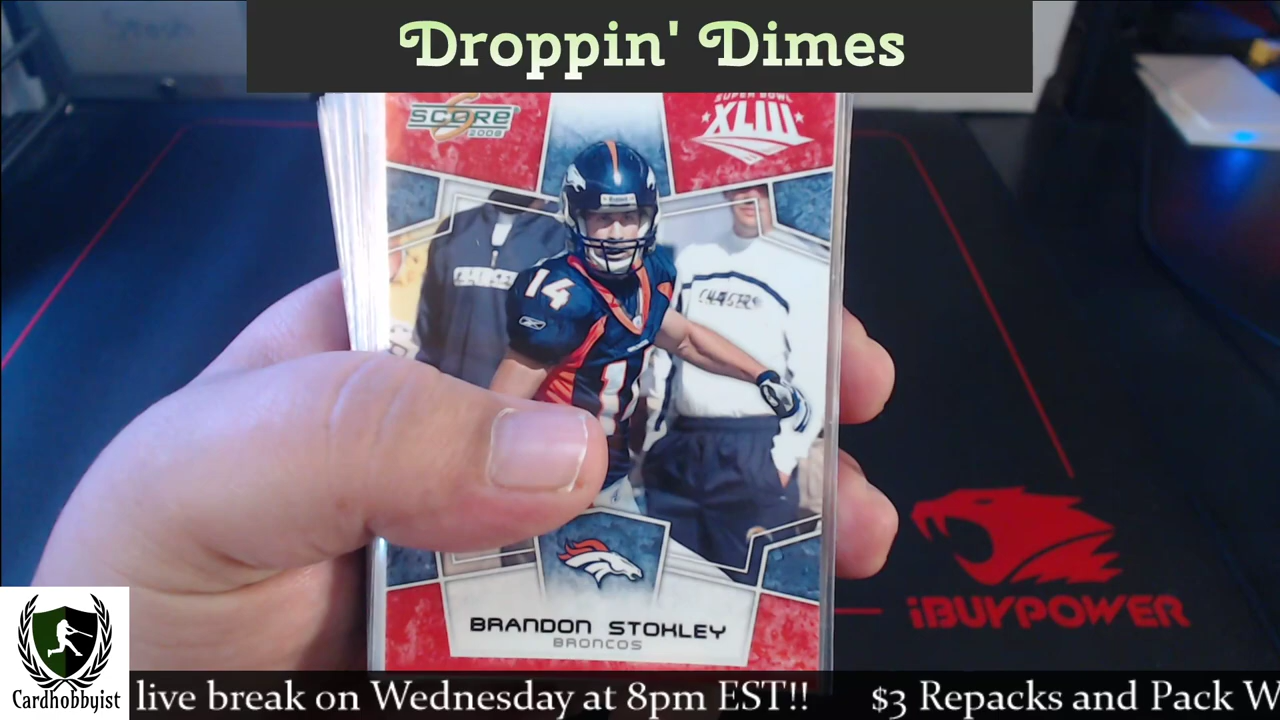 Droppin' Dimes
SCORE
2008
SUPER BOWL
XLIII
14
CHARGERS
14
BRANDON STOKLEY
BRONCOS
iBUYPOWER
Cardhobbyist
live break on Wednesday at 8pm EST!! $3 Repacks and Pack W